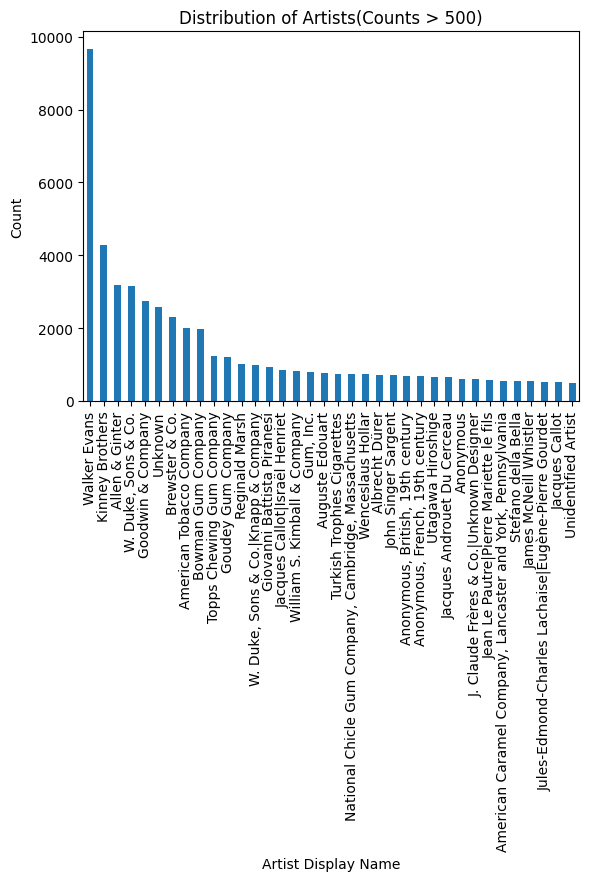 Distribution of Artists(Counts > 500)
Count
10000
8000
6000
4000
2000
0
Walker Evans
Kinney Brothers
Allen & Ginter
W. Duke, Sons & Co.
Goodwin & Company
Unknown
Brewster & Co.
American Tobacco Company
Bowman Gum Company
Topps Chewing Gum Company
Goudey Gum Company
Reginald Marsh
W. Duke, Sons & Co.|Knapp & Company
Giovanni Battista Piranesi
Jacques Callot|Israël Henriet
William S. Kimball & Company
Gum, Inc.
Auguste Edouart
Turkish Trophies Cigarettes
National Chicle Gum Company, Cambridge, Massachusetts
Wenceslaus Hollar
Albrecht Dürer
John Singer Sargent
Anonymous, British, 19th century
Anonymous, French, 19th century
Utagawa Hiroshige
Jacques Androuet Du Cerceau
Anonymous
J. Claude Frères & Co.|Unknown Designer
Jean Le Pautre|Pierre Mariette le fils
American Caramel Company, Lancaster and York, Pennsylvania
Stefano della Bella
James McNeill Whistler
Jules-Edmond-Charles Lachaise|Eugène-Pierre Gourdet
Jacques Callot
Unidentified Artist
Artist Display Name